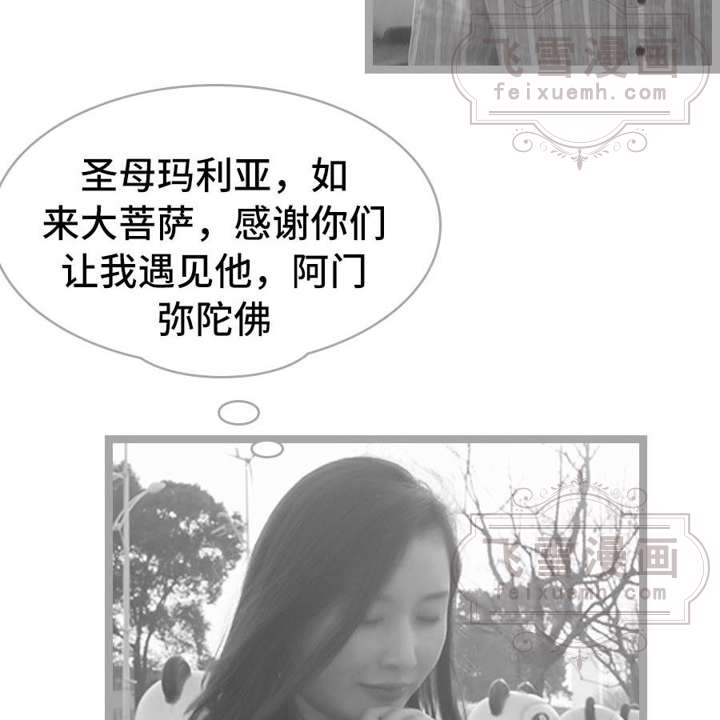 飞雪漫画
feixuemh.com
圣母玛利亚，如
来大菩萨，感谢你们
让我遇见他，阿门
弥陀佛
飞雪漫画
feixuemh.com